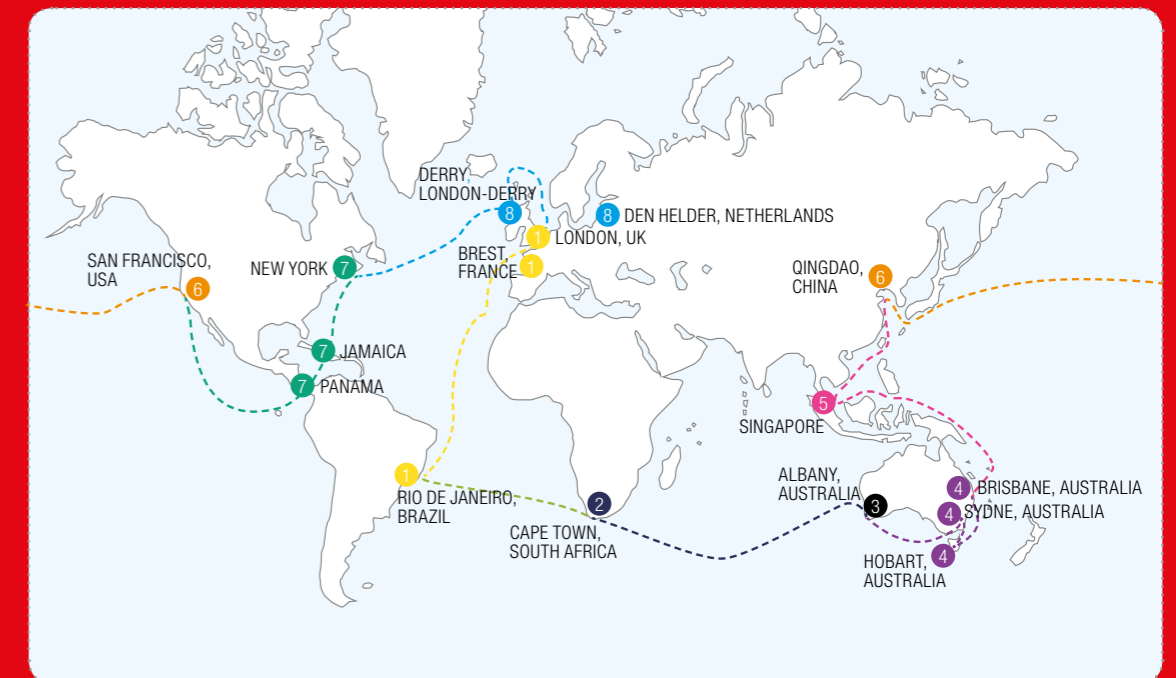 DERRY,
LONDON-DERRY
8
8 DEN HELDER, NETHERLANDS
1 LONDON, UK
BREST,
FRANCE
1
SAN FRANCISCO,
USA
6
NEW YORK 7
QINGDAO,
CHINA
6
7 JAMAICA
7 PANAMA
5
SINGAPORE
1
RIO DE JANEIRO,
BRAZIL
2
CAPE TOWN,
SOUTH AFRICA
ALBANY,
AUSTRALIA
3
4 BRISBANE, AUSTRALIA
4 SYDNE, AUSTRALIA
HOBART,
AUSTRALIA
4